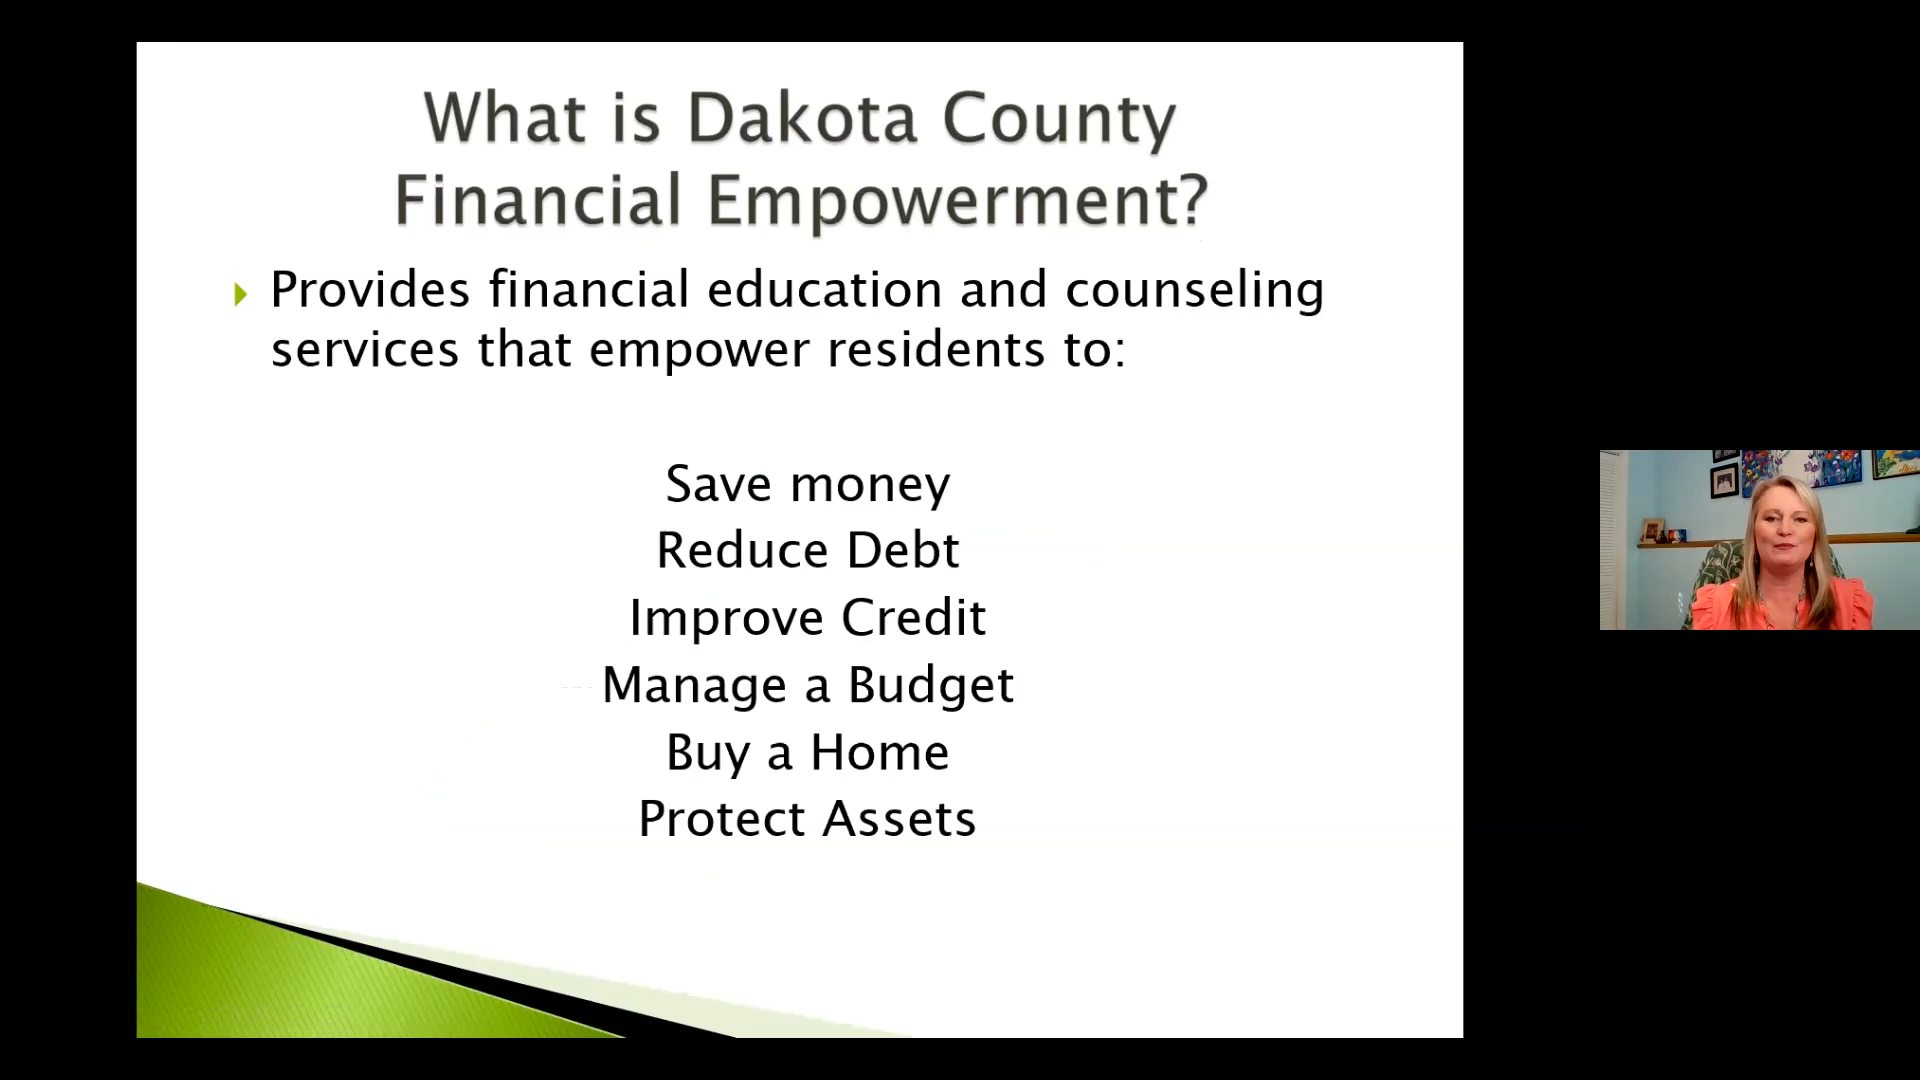 What is Dakota County
Financial Empowerment?
Provides financial education and counseling
services that empower residents to:
Save money
Reduce Debt
Improve Credit
Manage a Budget
Buy a Home
Protect Assets